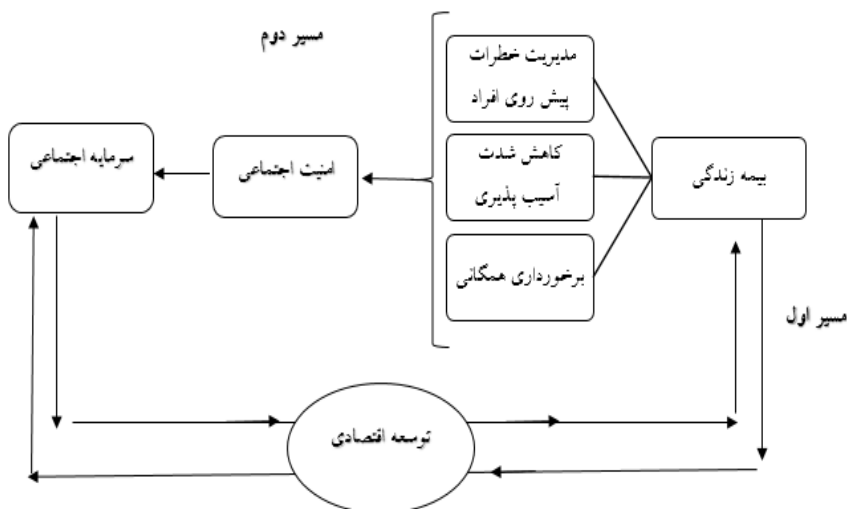 مسیر دوم
مدیریت خطرات
پیش روی افراد
کاهش شدت
آسیب پذیری
برخورداری همگانی
بیمه زندگی
امنیت اجتماعی
سرمایه اجتماعی
مسیر اول
توسعه اقتصادی